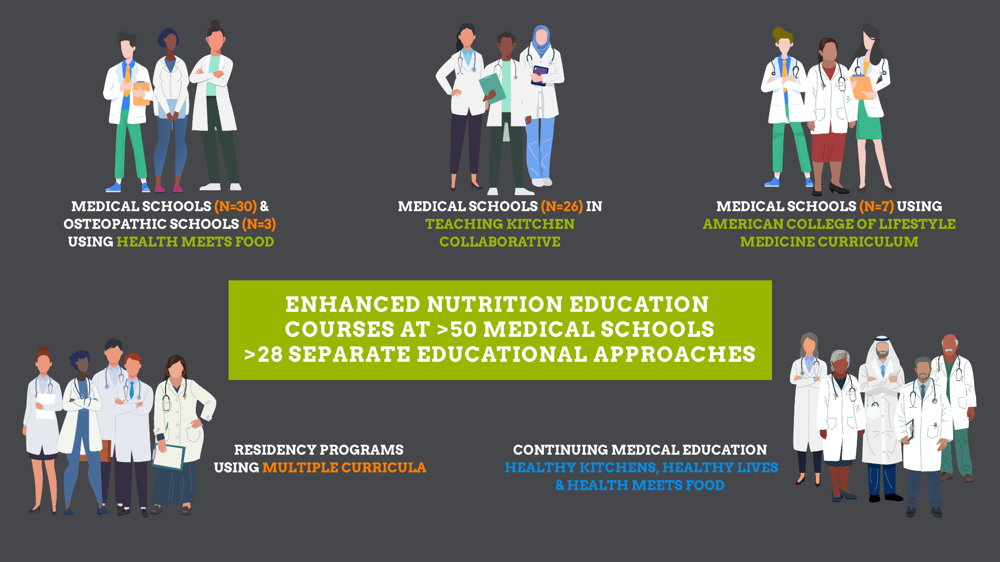 MEDICAL SCHOOLS (N=30) &
OSTEOPATHIC SCHOOLS (N=3)
USING HEALTH MEETS FOOD
MEDICAL SCHOOLS (N=26) IN
TEACHING KITCHEN
COLLABORATIVE
MEDICAL SCHOOLS (N=7) USING
AMERICAN COLLEGE OF LIFESTYLE
MEDICINE CURRICULUM
ENHANCED NUTRITION EDUCATION
COURSES AT >50 MEDICAL SCHOOLS
>28 SEPARATE EDUCATIONAL APPROACHES
RESIDENCY PROGRAMS
USING MULTIPLE CURRICULA
CONTINUING MEDICAL EDUCATION
HEALTHY KITCHENS, HEALTHY LIVES
& HEALTH MEETS FOOD